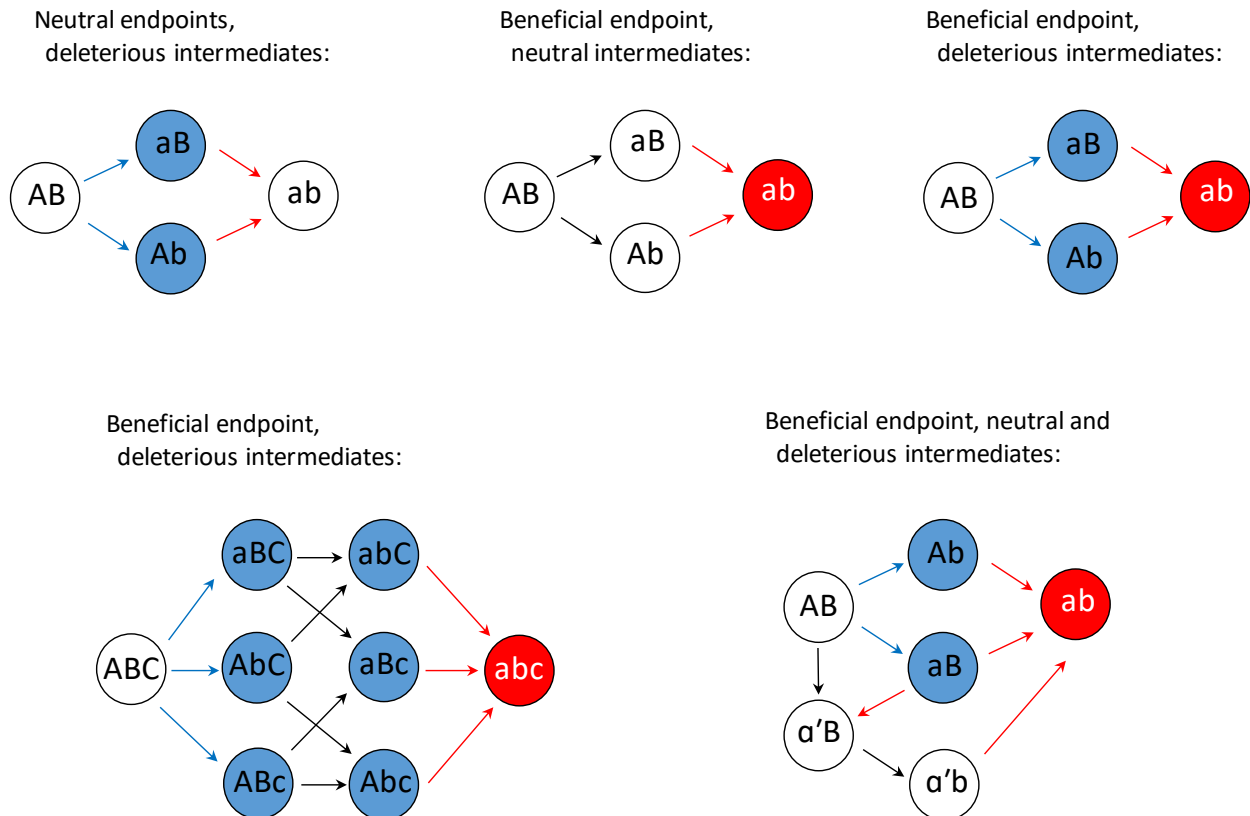 Neutral endpoints,
deleterious intermediates:
AB
aB
Ab
ab
Beneficial endpoint,
neutral intermediates:
AB
aB
Ab
ab
Beneficial endpoint,
deleterious intermediates:
AB
aB
Ab
ab
Beneficial endpoint,
deleterious intermediates:
ABC
aBC
AbC
ABc
abC
aBc
Abc
abc
Beneficial endpoint, neutral and
deleterious intermediates:
AB
Ab
aB
ɑ′B
ɑ′b
ab